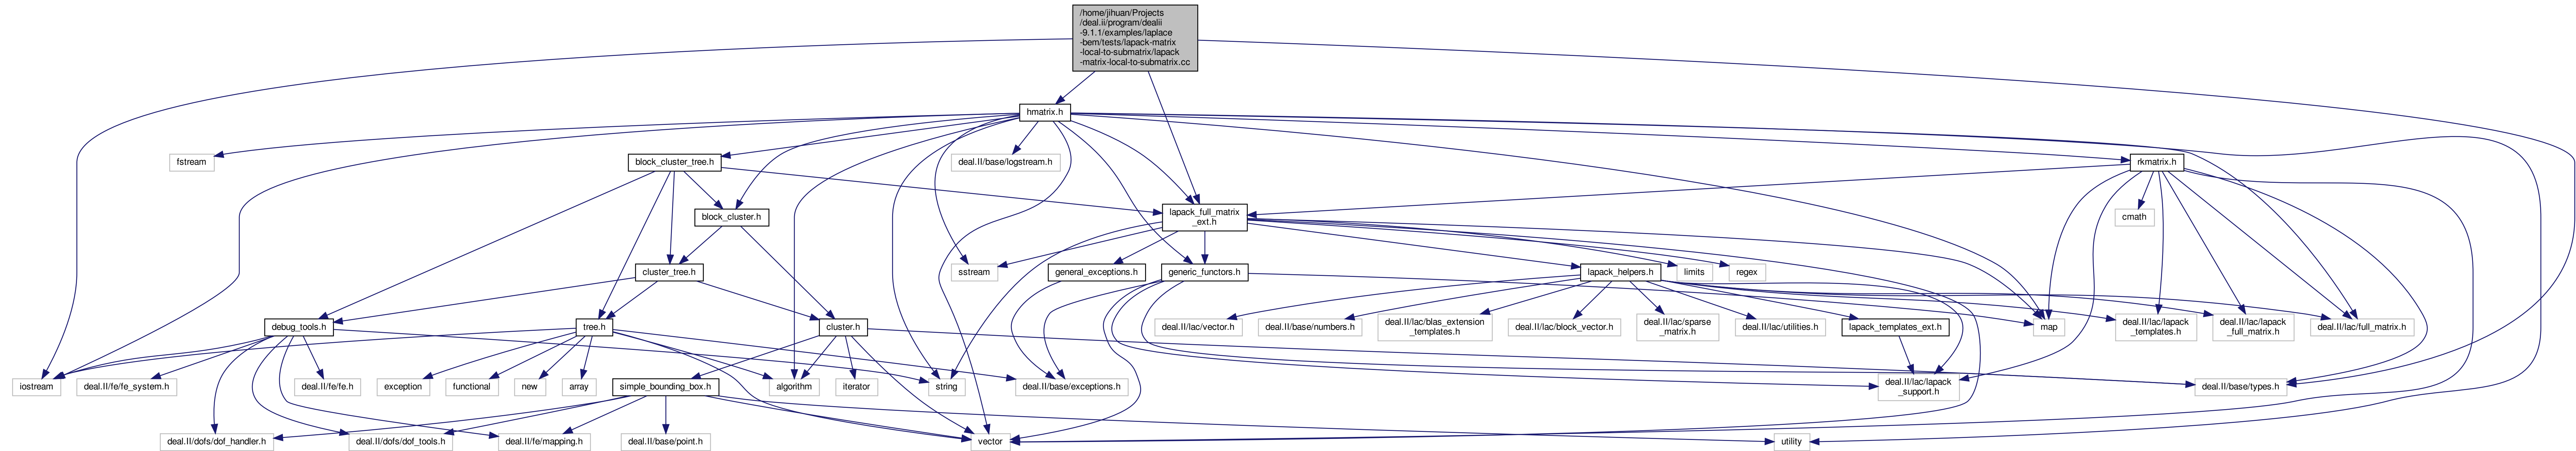 /home/jihuan/Projects
/deal.ii/program/dealii
-9.1.1/examples/laplace
-bem/tests/lapack-matrix
-local-to-submatrix/lapack
-matrix-local-to-submatrix.cc
hmatrix.h
fstream
block_cluster_tree.h
deal.II/base/logstream.h
rkmatrix.h
block_cluster.h
lapack_full_matrix
_ext.h
cmath
cluster_tree.h
sstream
general_exceptions.h
generic_functors.h
lapack_helpers.h
limits
regex
debug_tools.h
tree.h
cluster.h
deal.II/lac/vector.h
deal.II/base/numbers.h
deal.II/lac/blas_extension
_templates.h
deal.II/lac/block_vector.h
deal.II/lac/sparse
_matrix.h
deal.II/lac/utilities.h
lapack_templates_ext.h
map
deal.II/lac/lapack
_templates.h
deal.II/lac/lapack
_full_matrix.h
deal.II/lac/full_matrix.h
iostream
deal.II/fe/fe_system.h
deal.II/fe/fe.h
exception
functional
new
array
simple_bounding_box.h
algorithm
iterator
string
deal.II/base/exceptions.h
deal.II/lac/lapack
_support.h
deal.II/base/types.h
deal.II/dofs/dof_handler.h
deal.II/dofs/dof_tools.h
deal.II/fe/mapping.h
deal.II/base/point.h
vector
utility